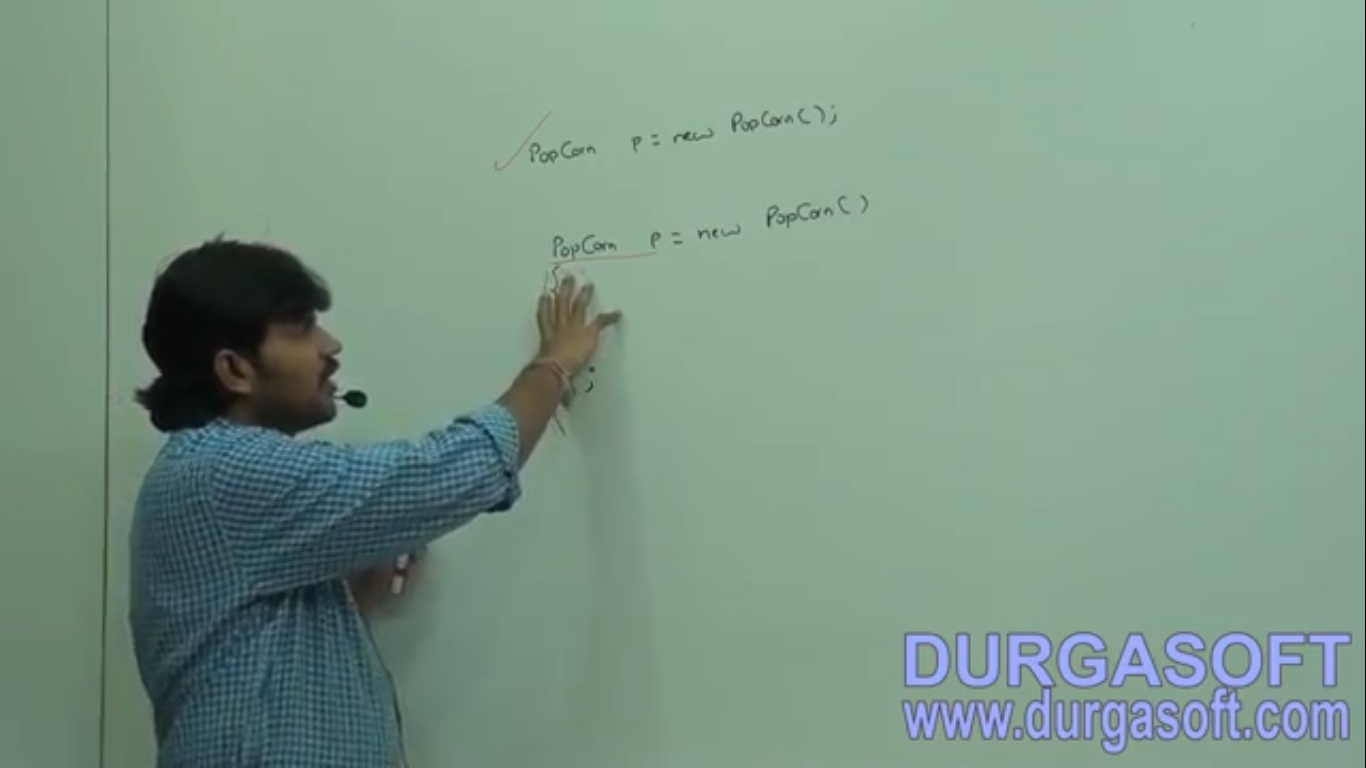 PopCorn p = new PopCorn();
PopCorn p = new PopCorn()
{
;
DURGASOFT
www.durgasoft.com